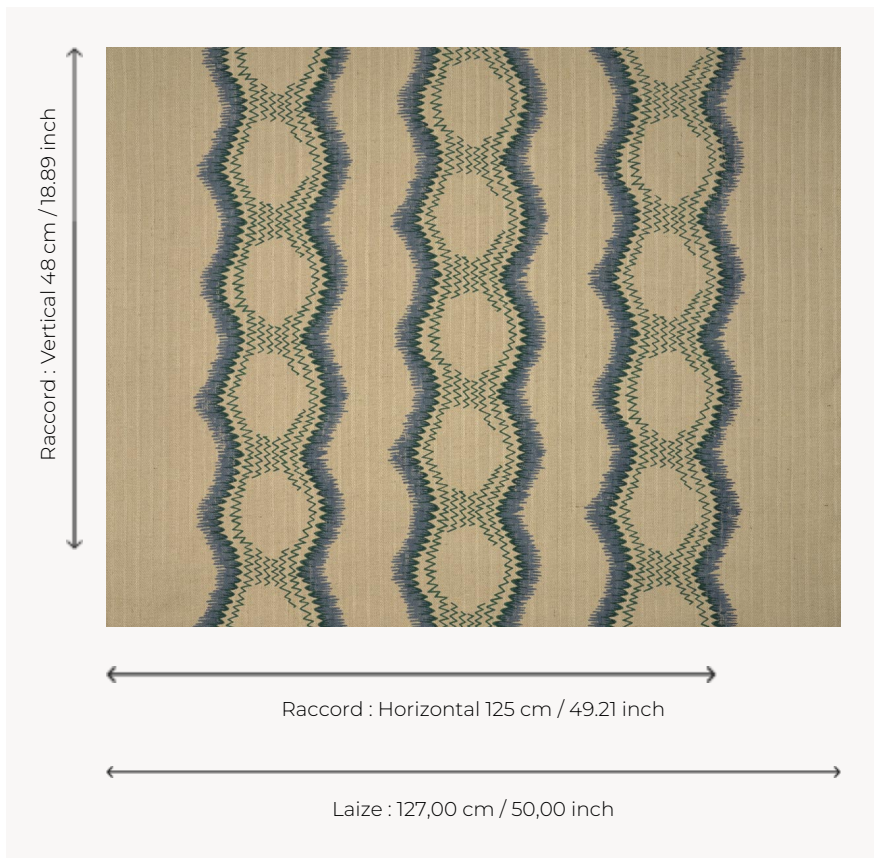 Raccord : Vertical 48 cm / 18.89 inch
Raccord : Horizontal 125 cm / 49.21 inch
Laize : 127,00 cm / 50,00 inch